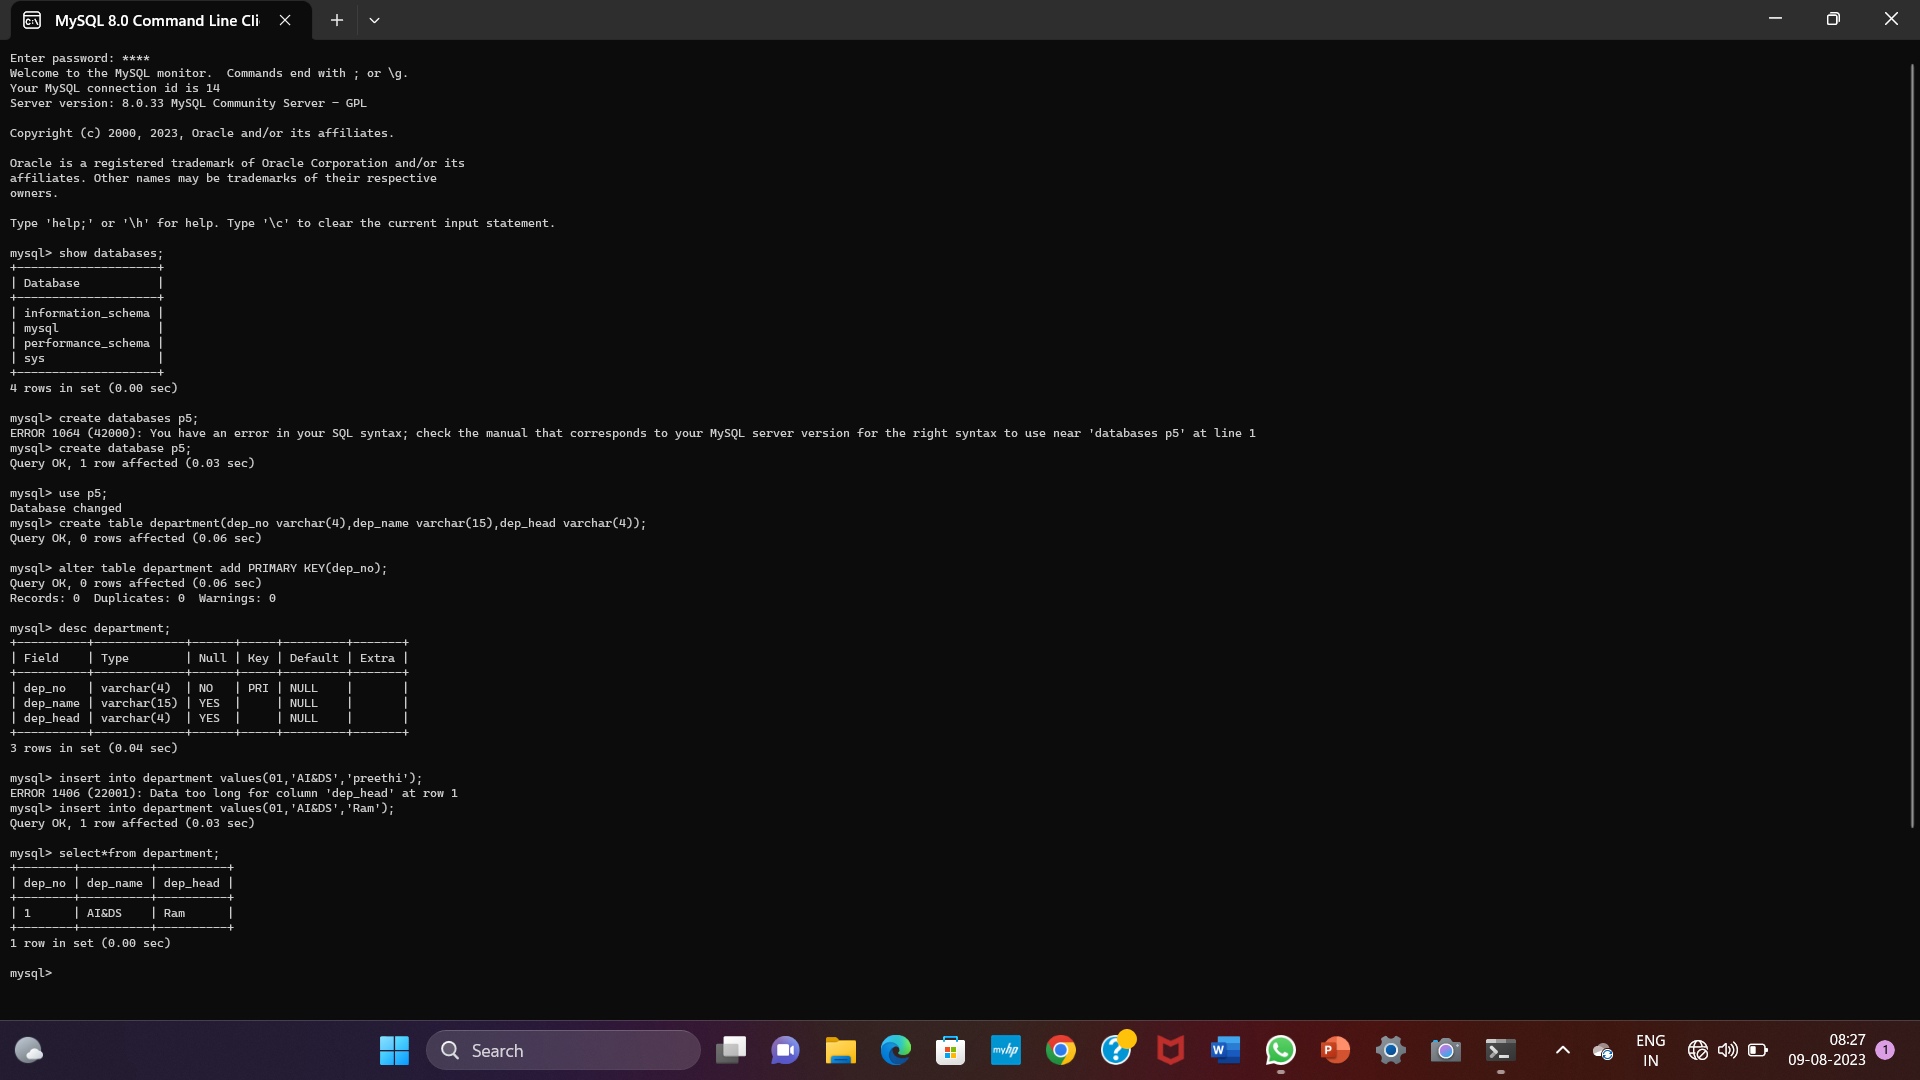 MySQL 8.0 Command Line Cli
Enter password: ****
Welcome to the MySQL monitor.  Commands end with ; or \g.
Your MySQL connection id is 14
Server version: 8.0.33 MySQL Community Server - GPL
Copyright (c) 2000, 2023, Oracle and/or its affiliates.
Oracle is a registered trademark of Oracle Corporation and/or its
affiliates. Other names may be trademarks of their respective
owners.
Type 'help;' or '\h' for help. Type '\c' to clear the current input statement.
mysql> show databases;
+--------------------+
| Database           |
+--------------------+
| information_schema |
| mysql              |
| performance_schema |
| sys                |
+--------------------+
4 rows in set (0.00 sec)
mysql> create databases p5;
ERROR 1064 (42000): You have an error in your SQL syntax; check the manual that corresponds to your MySQL server version for the right syntax to use near 'databases p5' at line 1
mysql> create database p5;
Query OK, 1 row affected (0.03 sec)
mysql> use p5;
Database changed
mysql> create table department(dep_no varchar(4),dep_name varchar(15),dep_head varchar(4));
Query OK, 0 rows affected (0.06 sec)
mysql> alter table department add PRIMARY KEY(dep_no);
Query OK, 0 rows affected (0.06 sec)
Records: 0  Duplicates: 0  Warnings: 0
mysql> desc department;
+----------+-------------+------+-----+---------+-------+
| Field    | Type        | Null | Key | Default | Extra |
+----------+-------------+------+-----+---------+-------+
| dep_no   | varchar(4)  | NO   | PRI | NULL    |       |
| dep_name | varchar(15) | YES  |     | NULL    |       |
| dep_head | varchar(4)  | YES  |     | NULL    |       |
+----------+-------------+------+-----+---------+-------+
3 rows in set (0.04 sec)
mysql> insert into department values(01,'AI&DS','preethi');
ERROR 1406 (22001): Data too long for column 'dep_head' at row 1
mysql> insert into department values(01,'AI&DS','Ram');
Query OK, 1 row affected (0.03 sec)
mysql> select*from department;
+--------+----------+----------+
| dep_no | dep_name | dep_head |
+--------+----------+----------+
| 1      | AI&DS    | Ram      |
+--------+----------+----------+
1 row in set (0.00 sec)
mysql>
Search
myhp
ENG
IN
08:27
09-08-2023
1